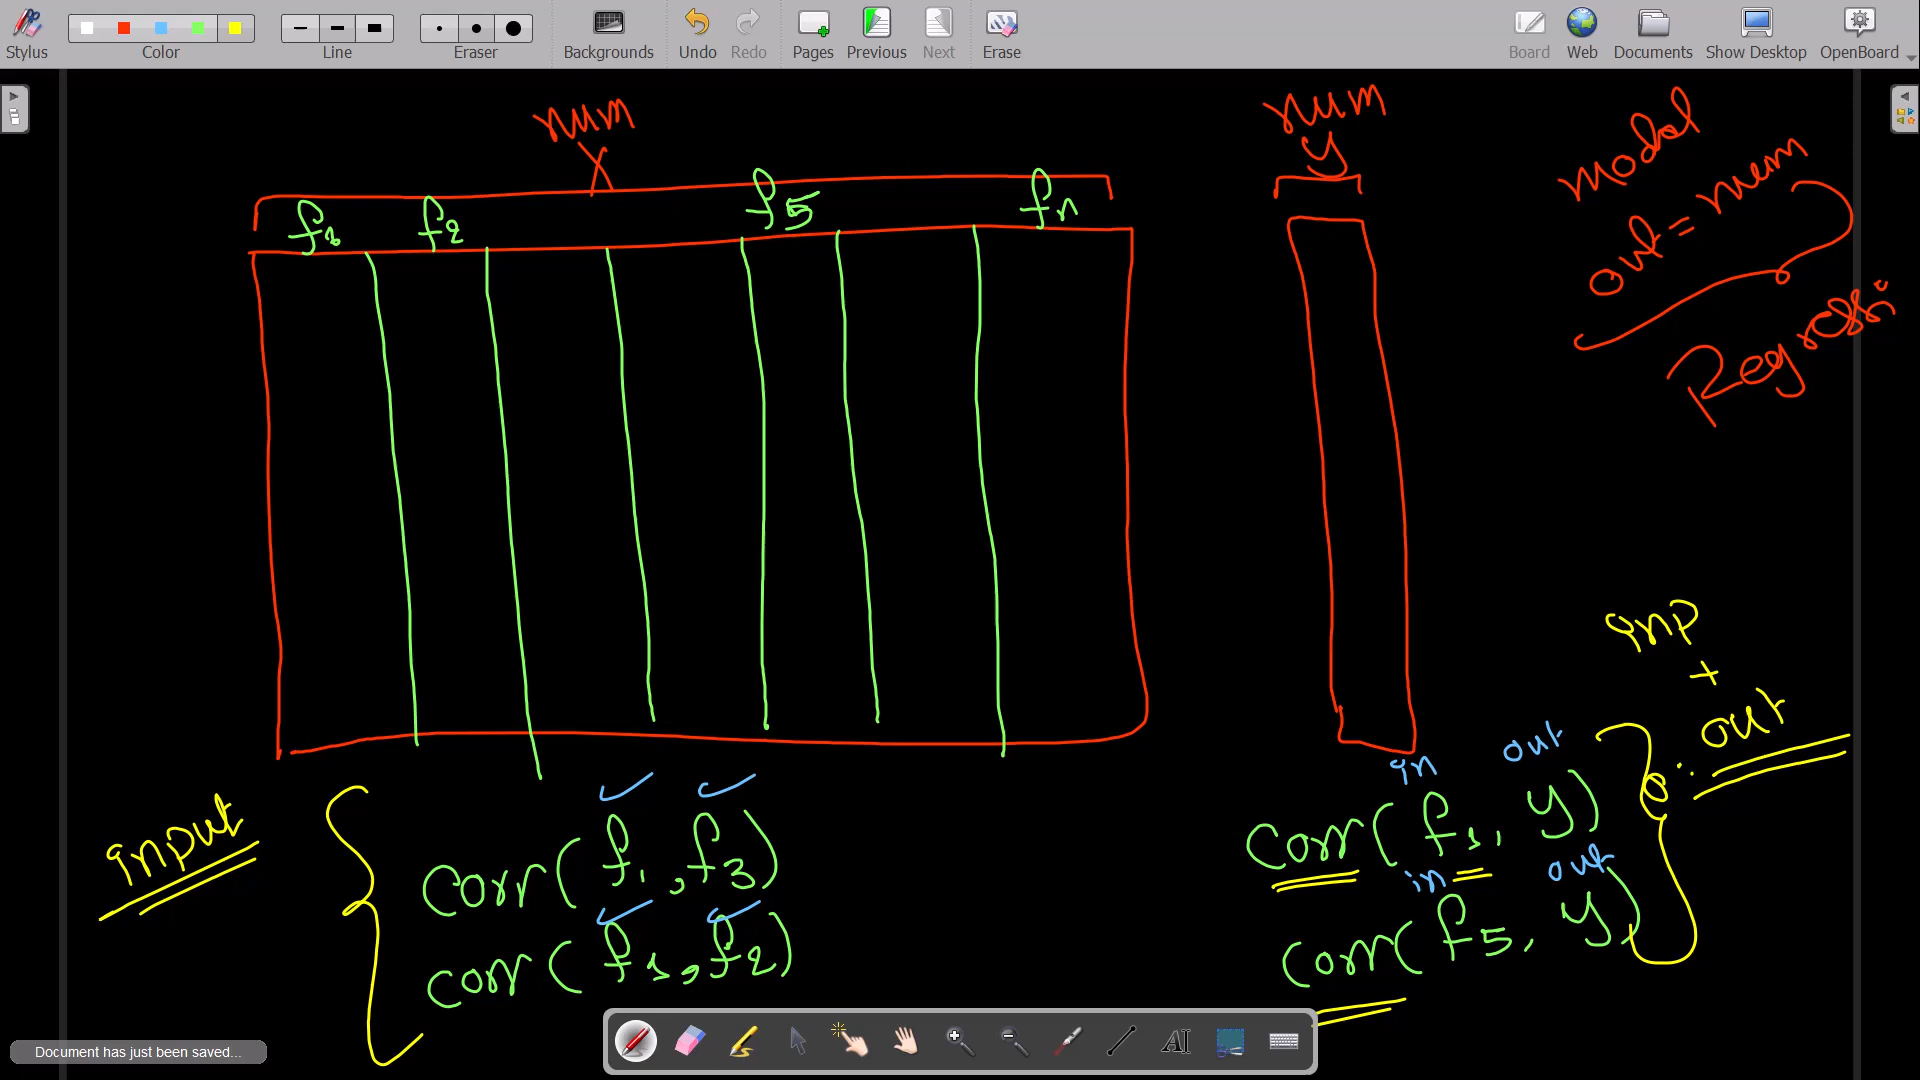 Stylus
Color
Line
Eraser
Backgrounds
Undo
Redo
Pages
Previous
Next
Erase
Board
Web
Documents
Show Desktop
OpenBoard
num
X
f2
f5
fn
num
y
model
out = num
Regressi
inp
+
out
input
corr(f1, f3)
corr(f1, f2)
in out
corr(f1, y)
in out
corr(f5, y)
AI
Document has just been saved...